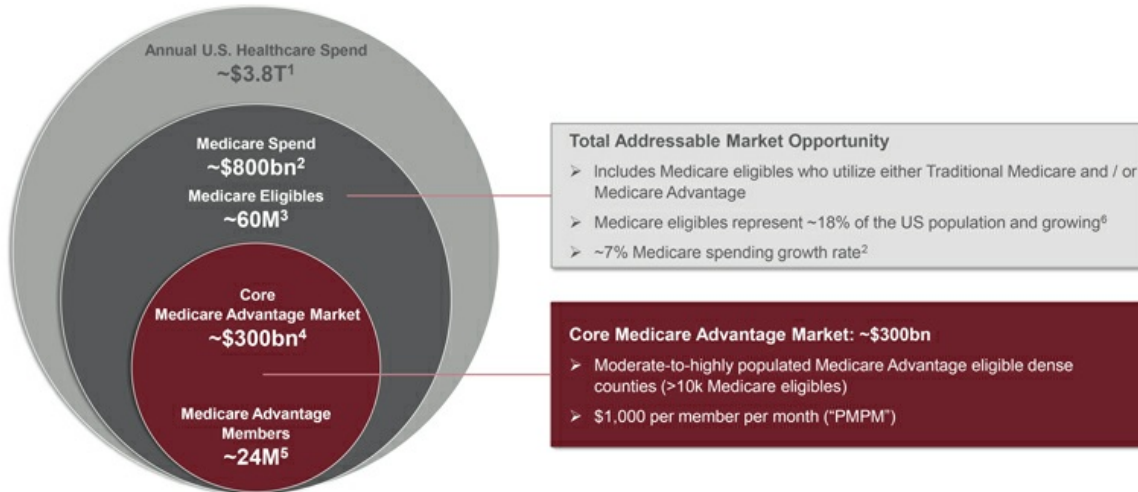 Annual U.S. Healthcare Spend
~$3.8T¹
Medicare Spend
~$800bn²
Medicare Eligibles
~60M³
Core
Medicare Advantage Market
~$300bn⁴
Medicare Advantage
Members
~24M⁵
Total Addressable Market Opportunity
➢ Includes Medicare eligibles who utilize either Traditional Medicare and / or
Medicare Advantage
➢ Medicare eligibles represent ~18% of the US population and growing⁶
➢ ~7% Medicare spending growth rate²
Core Medicare Advantage Market: ~$300bn
➢ Moderate-to-highly populated Medicare Advantage eligible dense
counties (>10k Medicare eligibles)
➢ $1,000 per member per month (“PMPM”)